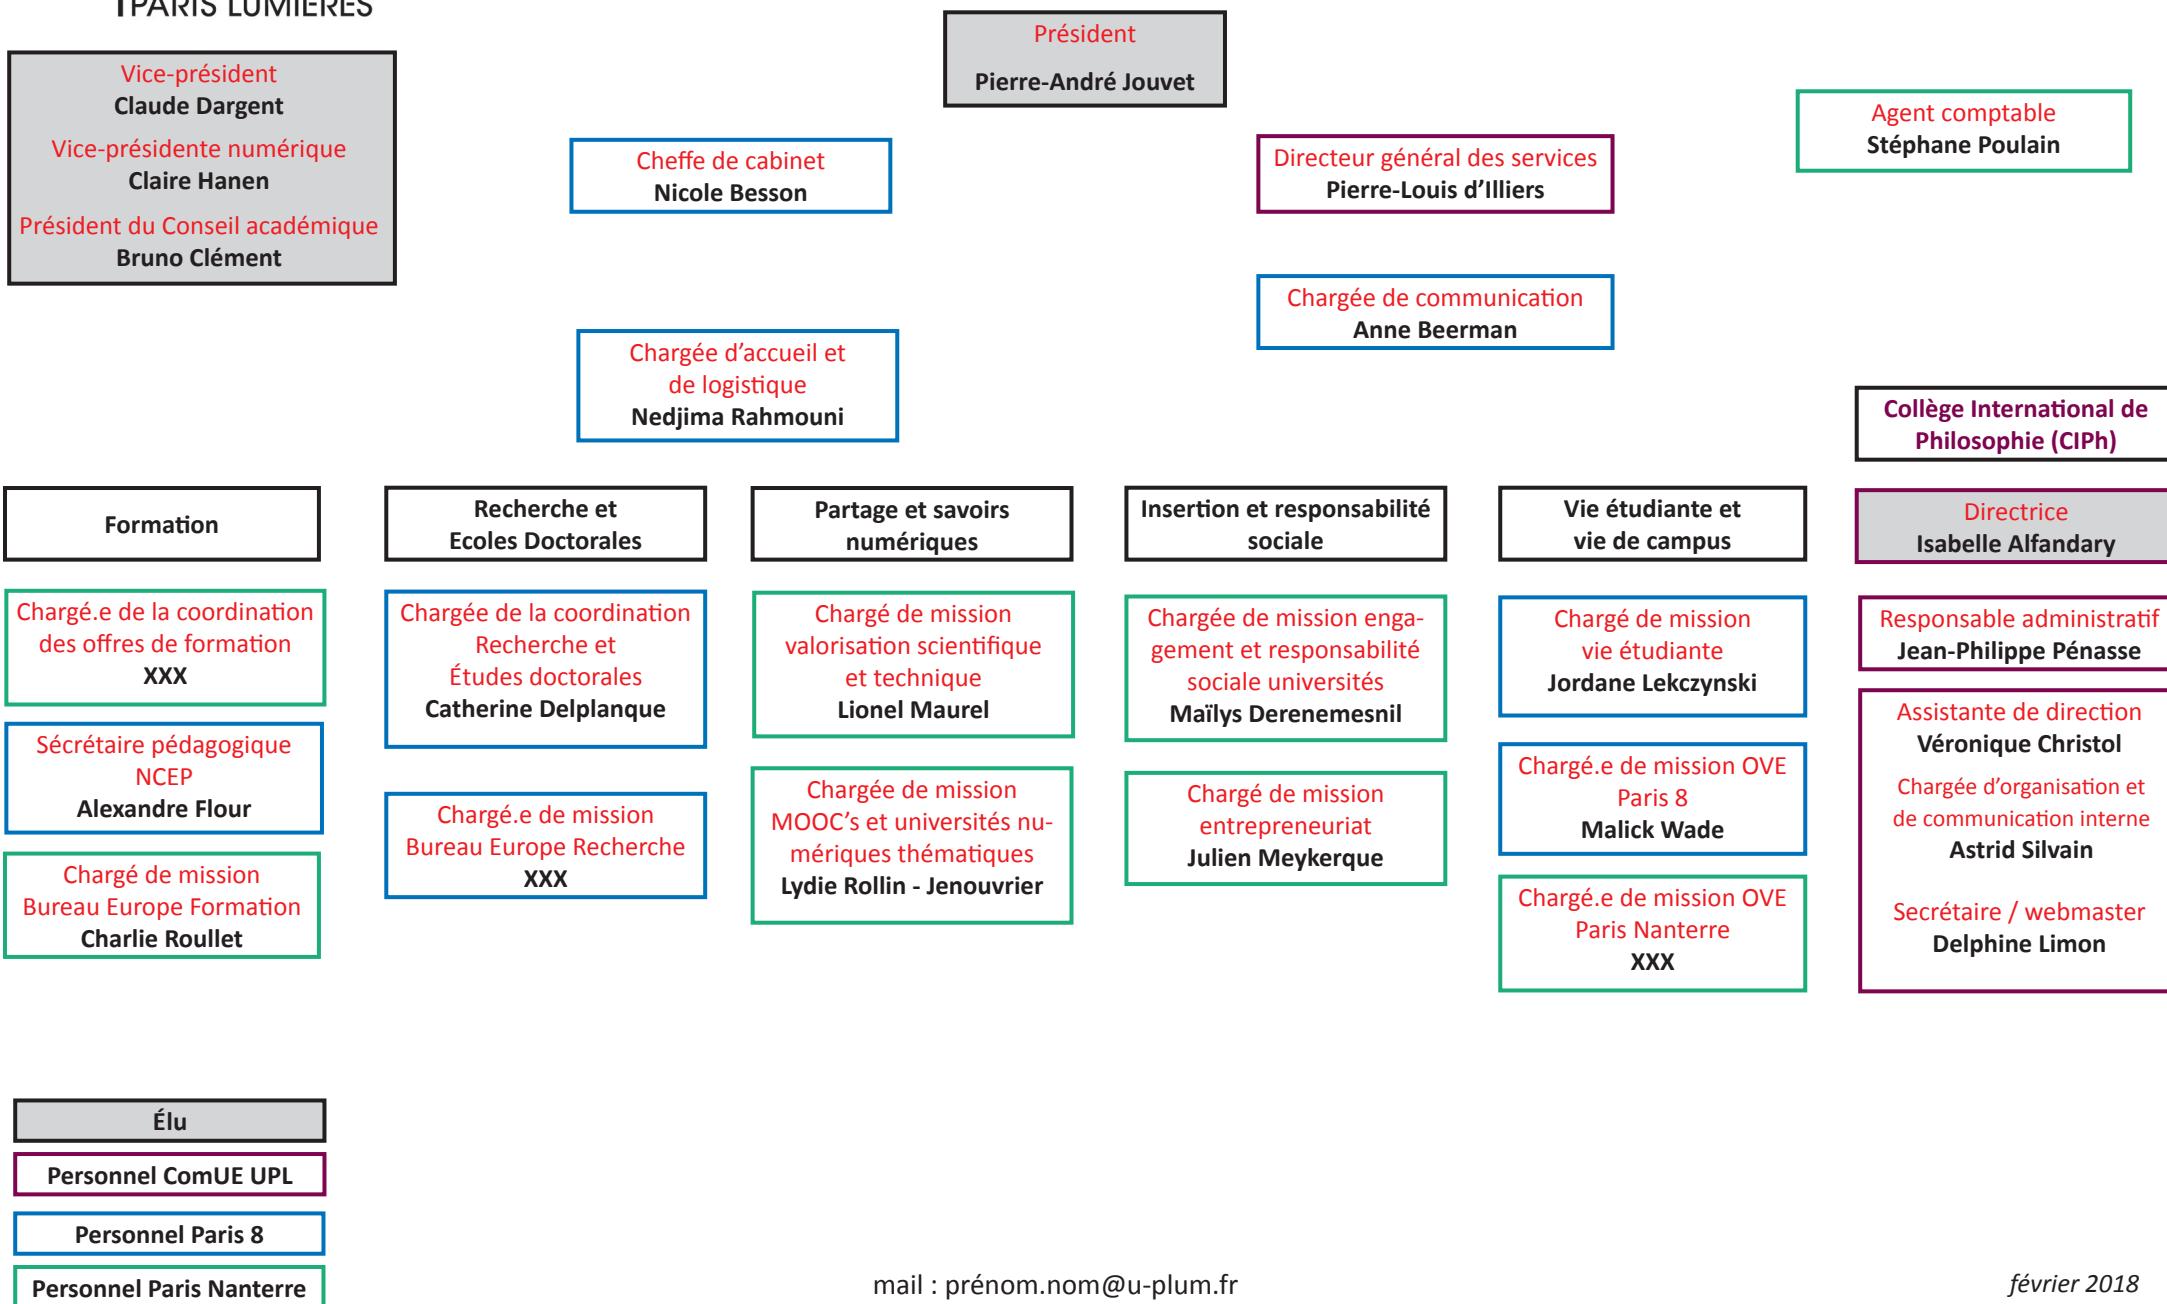 PARIS LUMIÈRES
Président
Pierre-André Jouvet
Vice-président
Claude Dargent
Vice-présidente numérique
Claire Hanen
Président du Conseil académique
Bruno Clément
Cheffe de cabinet
Nicole Besson
Directeur général des services
Pierre-Louis d’Illiers
Agent comptable
Stéphane Poulain
Chargée de communication
Anne Beerman
Chargée d’accueil et
de logistique
Nedjima Rahmouni
Collège International de
Philosophie (CIPh)
Formation
Chargé.e de la coordination
des offres de formation
XXX
Sécrétaire pédagogique
NCEP
Alexandre Flour
Chargé de mission
Bureau Europe Formation
Charlie Roullet
Recherche et
Ecoles Doctorales
Chargée de la coordination
Recherche et
Études doctorales
Catherine Delplanque
Chargé.e de mission
Bureau Europe Recherche
XXX
Partage et savoirs
numériques
Chargé de mission
valorisation scientifique
et technique
Lionel Maurel
Chargée de mission
MOOC’s et universités nu-
mériques thématiques
Lydie Rollin - Jenouvrier
Insertion et responsabilité
sociale
Chargée de mission enga-
gement et responsabilité
sociale universités
Maïlys Derenemesnil
Chargé de mission
entrepreneuriat
Julien Meykerque
Vie étudiante et
vie de campus
Chargé de mission
vie étudiante
Jordane Lekczynski
Chargé.e de mission OVE
Paris 8
Malick Wade
Chargé.e de mission OVE
Paris Nanterre
XXX
Directrice
Isabelle Alfandary
Responsable administratif
Jean-Philippe Pénasse
Assistante de direction
Véronique Christol
Chargée d’organisation et
de communication interne
Astrid Silvain
Secrétaire / webmaster
Delphine Limon
Élu
Personnel ComUE UPL
Personnel Paris 8
Personnel Paris Nanterre
mail : prénom.nom@u-plum.fr
février 2018